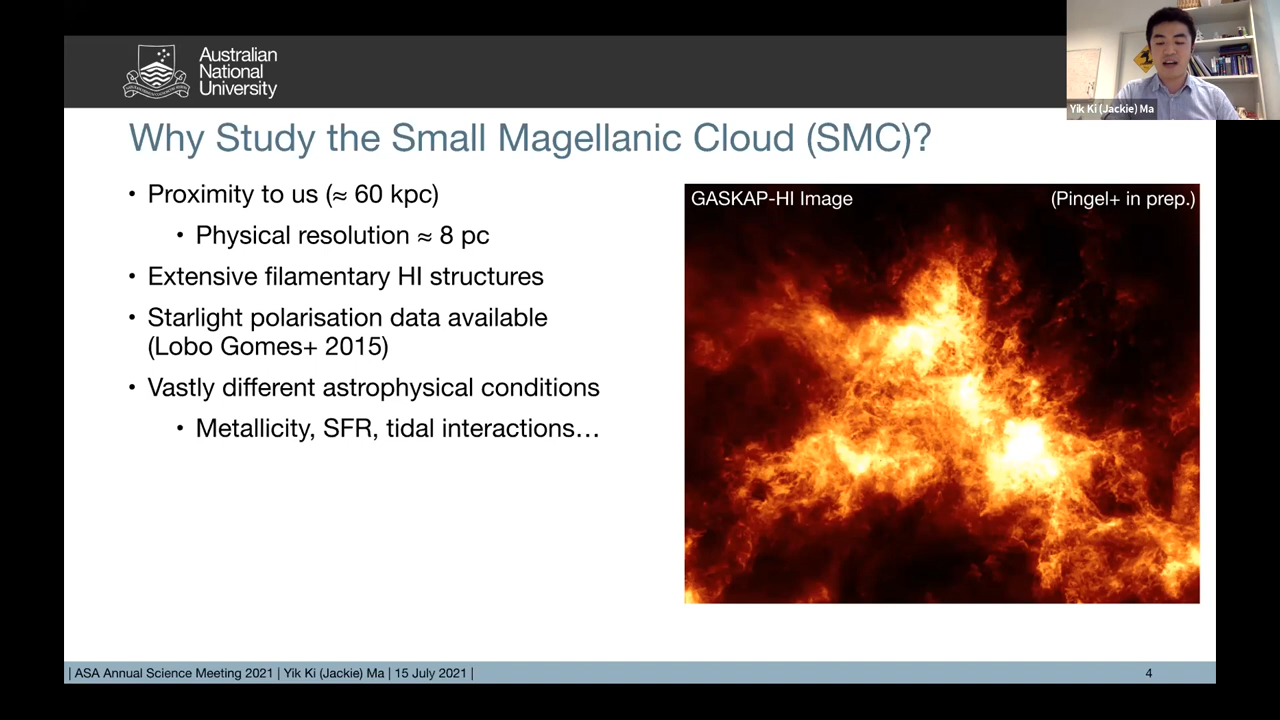 Australian
National
University
Yik Ki (Jackie) Ma
Why Study the Small Magellanic Cloud (SMC)?
• Proximity to us (≈ 60 kpc)
• Physical resolution ≈ 8 pc
• Extensive filamentary HI structures
• Starlight polarisation data available
(Lobo Gomes+ 2015)
• Vastly different astrophysical conditions
• Metallicity, SFR, tidal interactions…
GASKAP-HI Image
(Pingel+ in prep.)
| ASA Annual Science Meeting 2021 | Yik Ki (Jackie) Ma | 15 July 2021 |
4